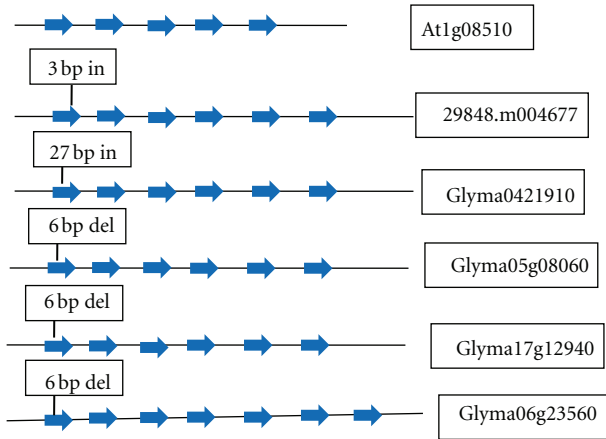 At1g08510
3 bp in
29848.m004677
27 bp in
Glyma0421910
6 bp del
Glyma05g08060
6 bp del
Glyma17g12940
6 bp del
Glyma06g23560